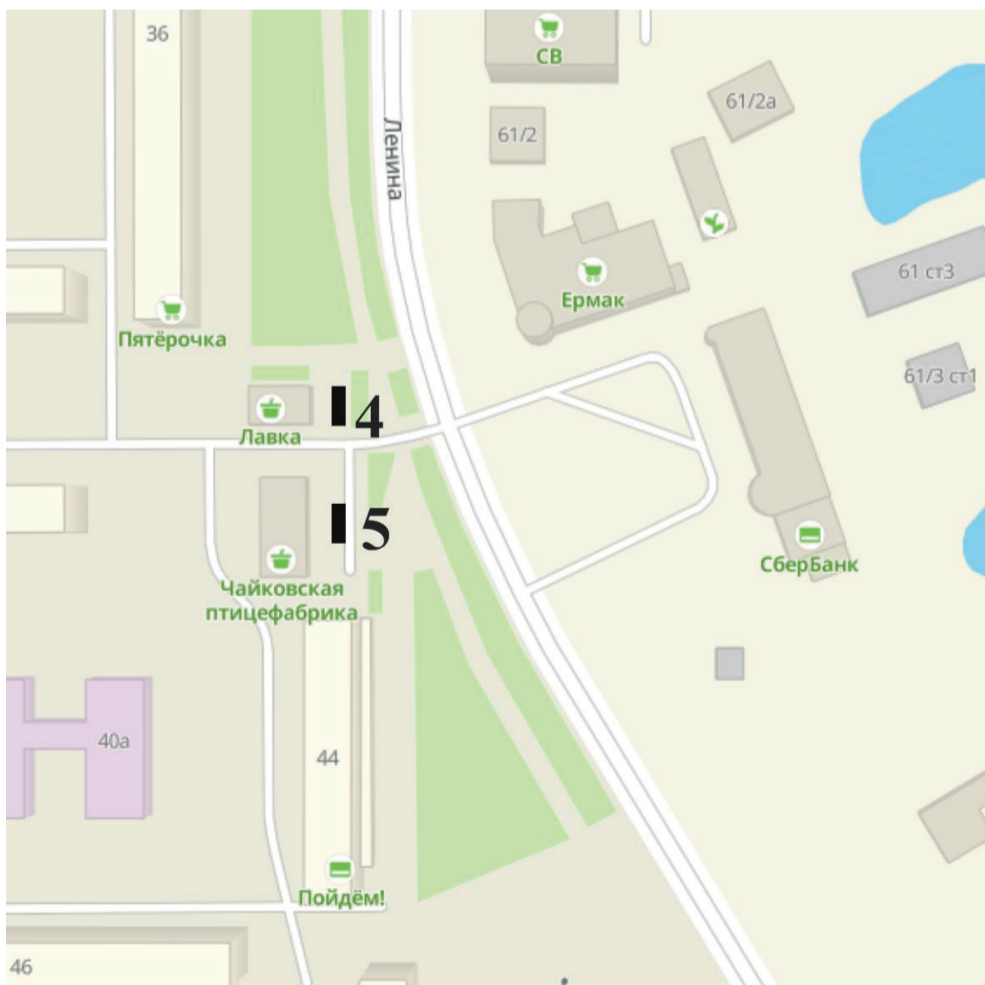 36
СВ
61/2а
61/2
Ленина
61 ст3
Ермак
Пятёрочка
61/3 ст1
4
Лавка
5
СберБанк
Чайковская
птицефабрика
40а
44
Пойдём!
46